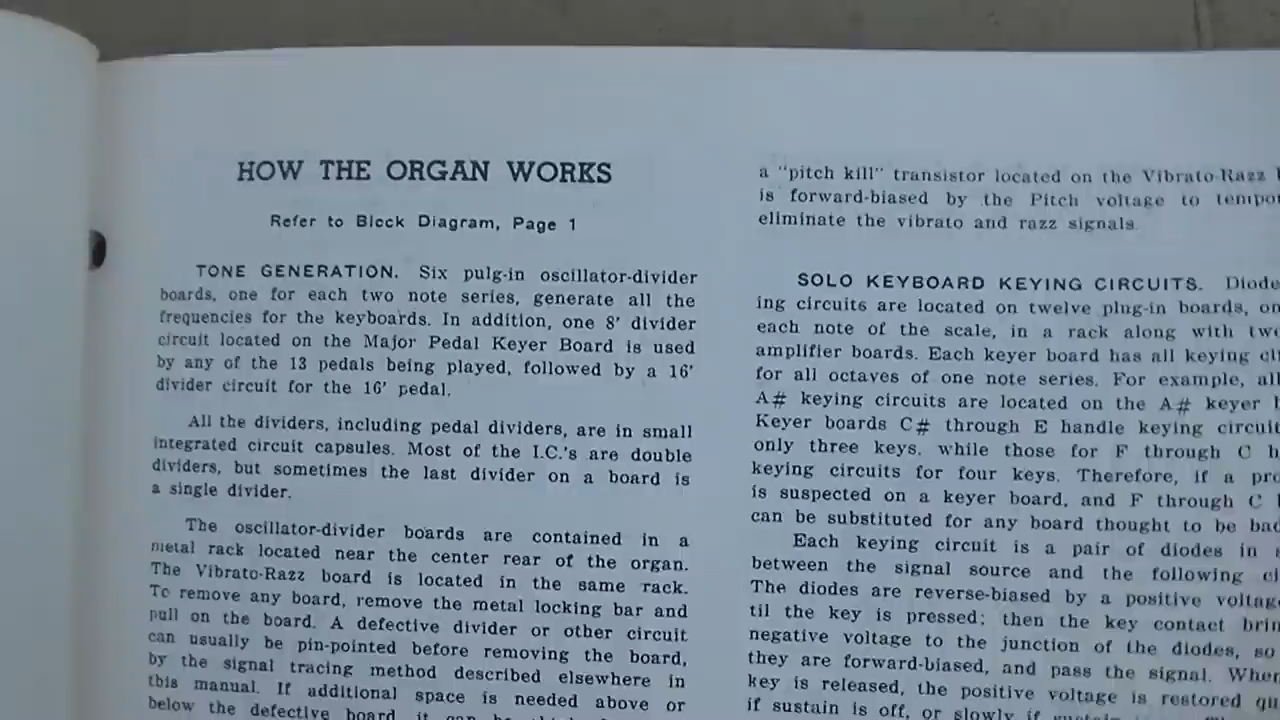 HOW THE ORGAN WORKS
Refer to Block Diagram, Page 1
TONE GENERATION. Six pulg-in oscillator-divider
boards, one for each two note series, generate all the
frequencies for the keyboards. In addition, one 8' divider
circuit located on the Major Pedal Keyer Board is used
by any of the 13 pedals being played, followed by a 16'
divider circuit for the 16' pedal.
All the dividers, including pedal dividers, are in small
integrated circuit capsules. Most of the I.C.'s are double
dividers, but sometimes the last divider on a board is
a single divider.
The oscillator-divider boards are contained in a
metal rack located near the center rear of the organ.
The Vibrato-Razz board is located in the same rack.
To remove any board, remove the metal locking bar and
pull on the board. A defective divider or other circuit
can usually be pin-pointed before removing the board,
by the signal tracing method described elsewhere in
this manual. If additional space is needed above or
below the defective board, it can be
a "pitch kill" transistor located on the Vibrato-Razz
is forward-biased by the Pitch voltage to
eliminate the vibrato and razz signals.
SOLO KEYBOARD KEYING CIRCUITS. Diode
ing circuits are located on twelve plug-in boards,
each note of the scale, in a rack along with
amplifier boards. Each keyer board has all keying
for all octaves of one note series. For example, all
A# keying circuits are located on the A# keyer
Keyer boards C# through E handle keying
only three keys, while those for F through C
keying circuits for four keys. Therefore, if a
is suspected on a keyer board, and F through C
can be substituted for any board thought to be
Each keying circuit is a pair of diodes in
between the signal source and the following
The diodes are reverse-biased by a positive
til the key is pressed; then the key contact
negative voltage to the junction of the diodes, so
they are forward-biased, and pass the signal. When
key is released, the positive voltage is restored
if sustain is off, or slowly if